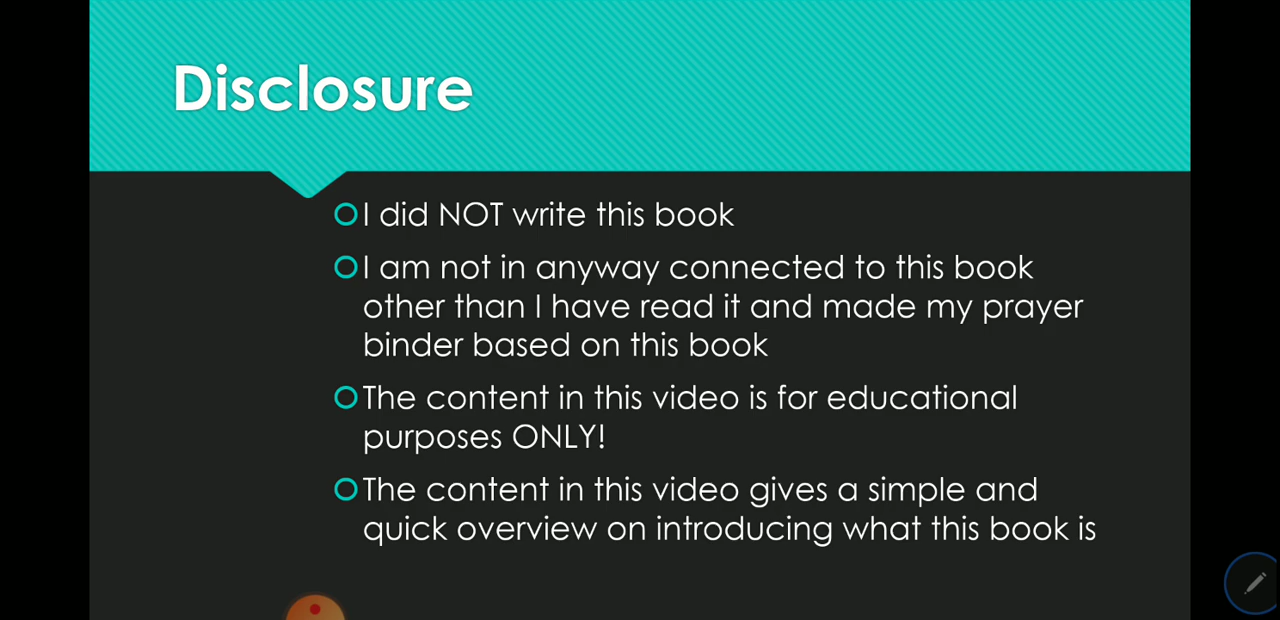 Disclosure
I did NOT write this book
I am not in anyway connected to this book
other than I have read it and made my prayer
binder based on this book
The content in this video is for educational
purposes ONLY!
The content in this video gives a simple and
quick overview on introducing what this book is